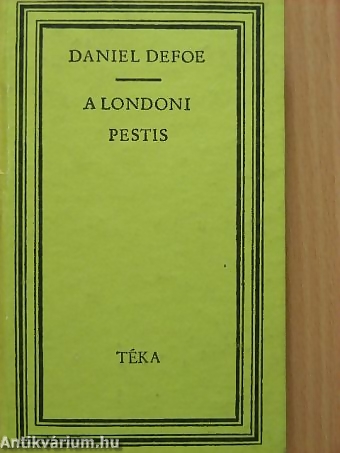 DANIEL DEFOE
A LONDONI
PESTIS
TÉKA
Antikvárium.hu